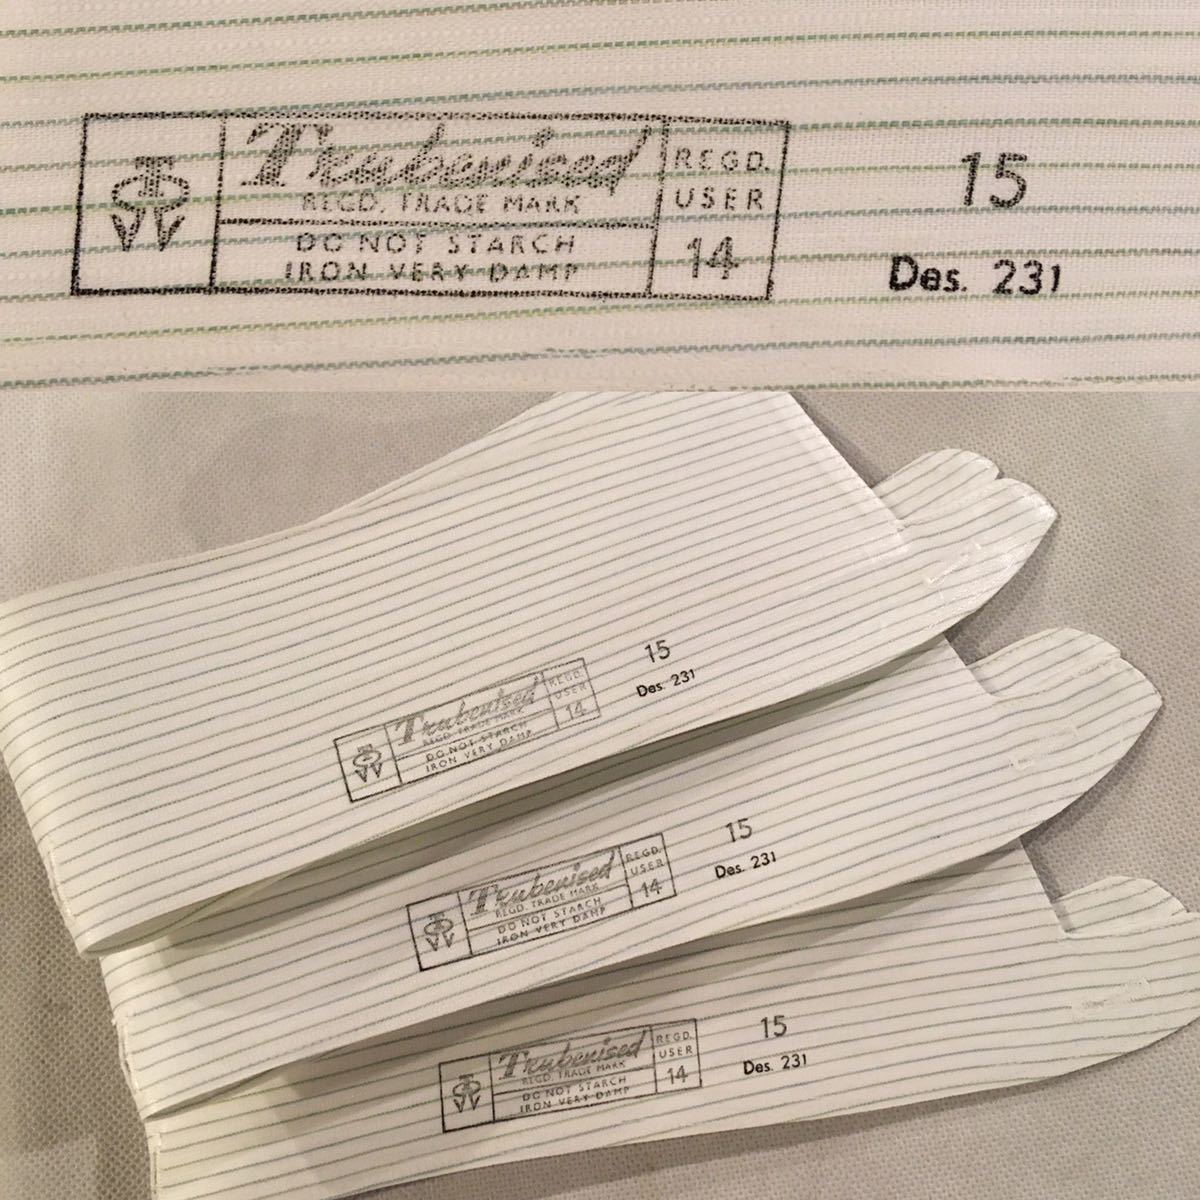 Trubenised
REGD. TRADE MARK
DO NOT STARCH
IRON VERY DAMP
REGD.
USER
14
15
Des. 231
Trubenised
REGD. TRADE MARK
DO NOT STARCH
IRON VERY DAMP
REGD.
USER
14
15
Des. 231
Trubenised
REGD. TRADE MARK
DO NOT STARCH
IRON VERY DAMP
REGD.
USER
14
15
Des. 231
Trubenised
REGD. TRADE MARK
DO NOT STARCH
IRON VERY DAMP
REGD.
USER
14
15
Des. 231